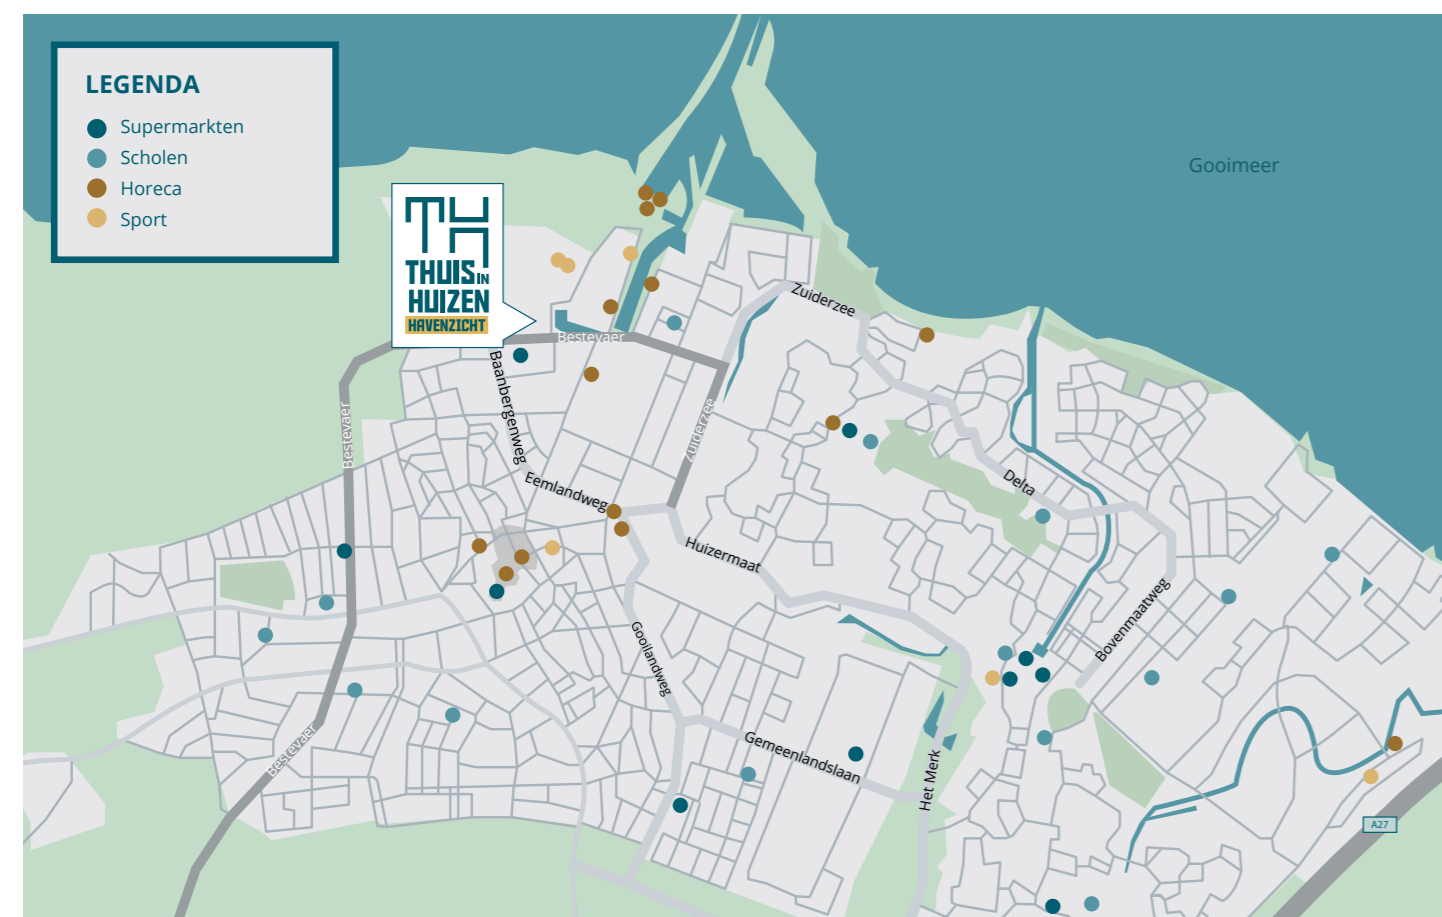 LEGENDA
Supermarkten
Scholen
Horeca
Sport
Gooimeer
THUIS IN
HUIZEN
HAVENZICHT
Zuiderzee
Bestevaer
Baanbergenweg
Bestevaer
Zuiderzee
Eemlandweg
Delta
Huizermaat
Bovenmaatweg
Gooilandweg
Bestevaer
Gemeenlandslaan
Het Merk
A27